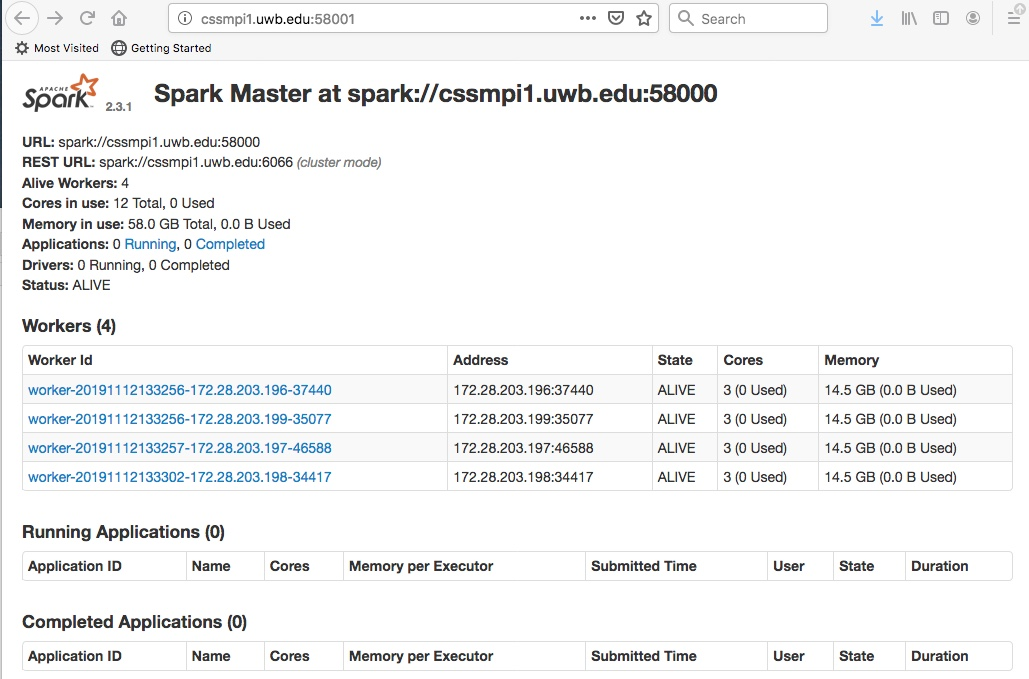 cssmpi1.uwb.edu:58001
Search
Most Visited Getting Started
APACHE
Spark 2.3.1 Spark Master at spark://cssmpi1.uwb.edu:58000
URL: spark://cssmpi1.uwb.edu:58000
REST URL: spark://cssmpi1.uwb.edu:6066 (cluster mode)
Alive Workers: 4
Cores in use: 12 Total, 0 Used
Memory in use: 58.0 GB Total, 0.0 B Used
Applications: 0 Running, 0 Completed
Drivers: 0 Running, 0 Completed
Status: ALIVE
Workers (4)
Worker Id Address State Cores Memory
worker-20191112133256-172.28.203.196-37440 172.28.203.196:37440 ALIVE 3 (0 Used) 14.5 GB (0.0 B Used)
worker-20191112133256-172.28.203.199-35077 172.28.203.199:35077 ALIVE 3 (0 Used) 14.5 GB (0.0 B Used)
worker-20191112133257-172.28.203.197-46588 172.28.203.197:46588 ALIVE 3 (0 Used) 14.5 GB (0.0 B Used)
worker-20191112133302-172.28.203.198-34417 172.28.203.198:34417 ALIVE 3 (0 Used) 14.5 GB (0.0 B Used)
Running Applications (0)
Application ID Name Cores Memory per Executor Submitted Time User State Duration
Completed Applications (0)
Application ID Name Cores Memory per Executor Submitted Time User State Duration